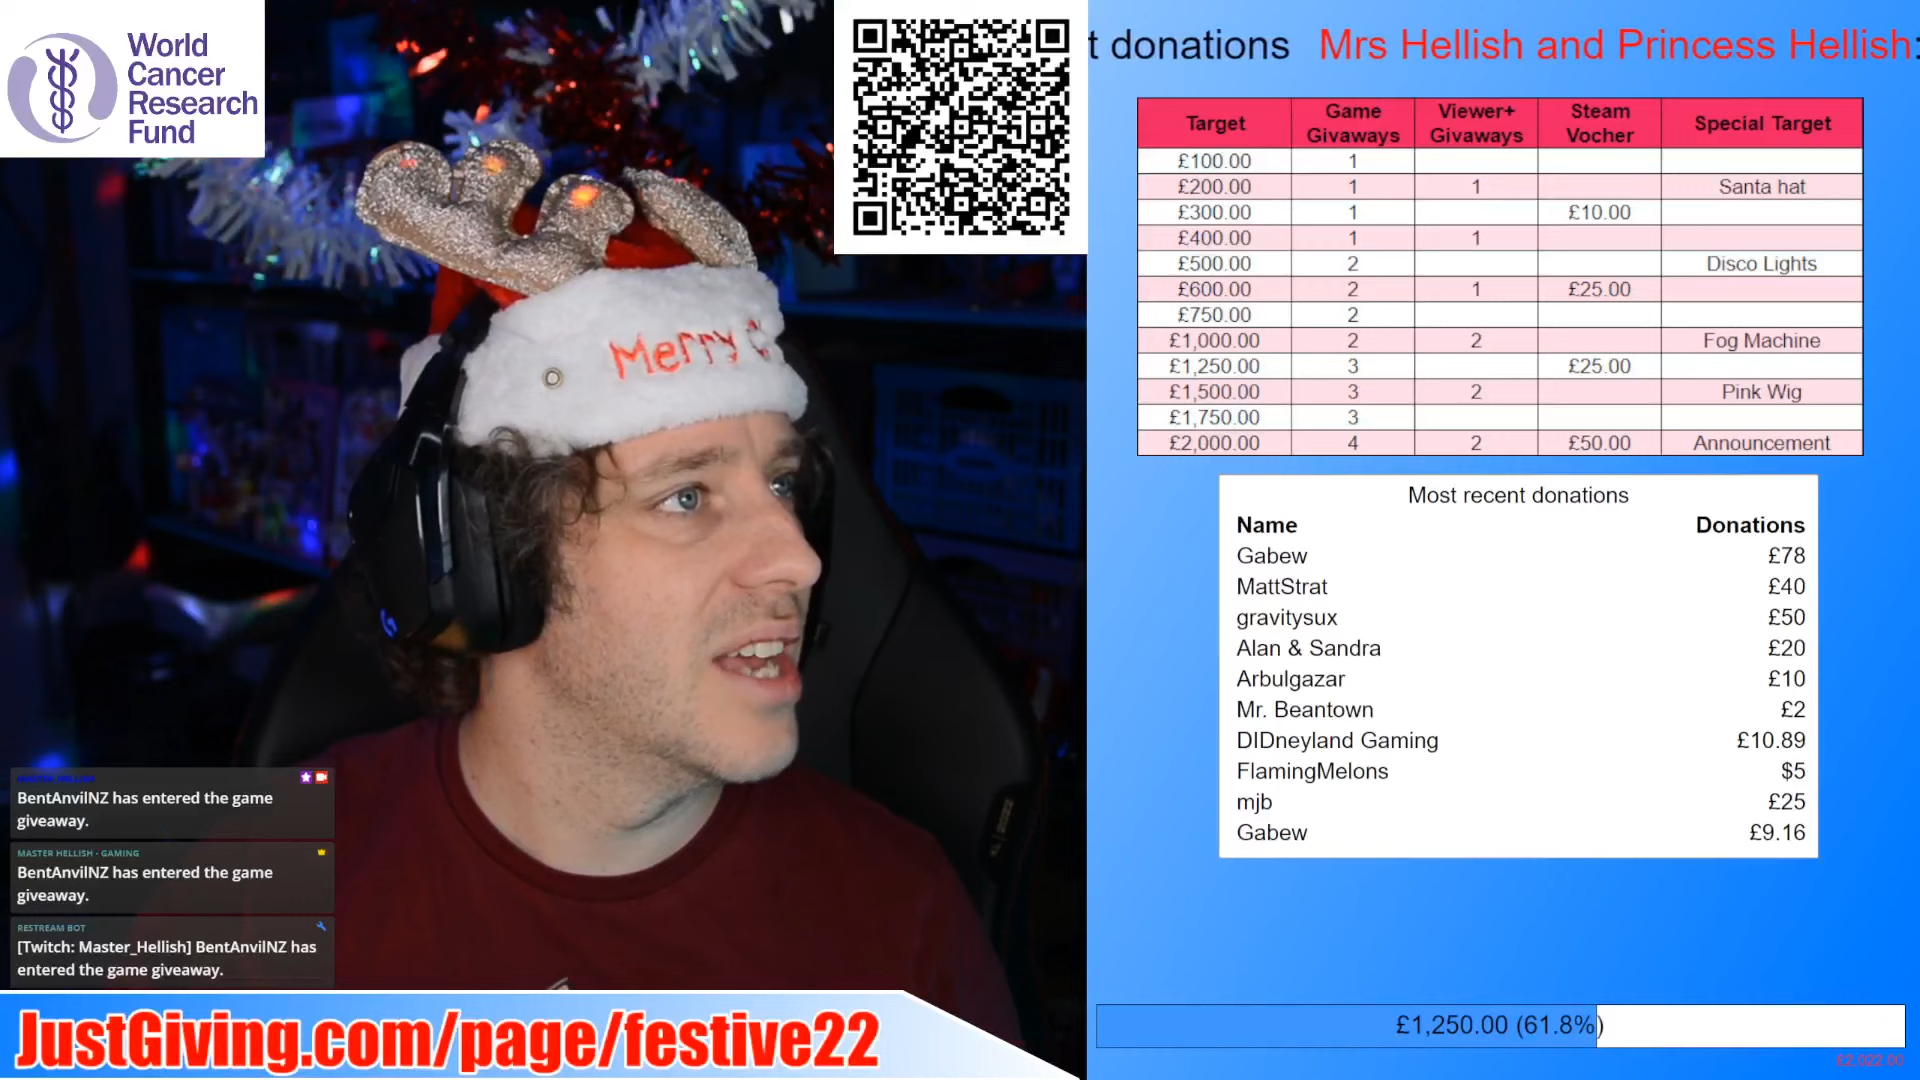 World
Cancer
Research
Fund
t donations Mrs Hellish and Princess Hellish:
Target Game Givaways Viewer+ Givaways Steam Vocher Special Target
£100.00 1
£200.00 1 1 Santa hat
£300.00 1 £10.00
£400.00 1 1
£500.00 2 Disco Lights
£600.00 2 1 £25.00
£750.00 2
£1,000.00 2 2 Fog Machine
£1,250.00 3 £25.00
£1,500.00 3 2 Pink Wig
£1,750.00 3
£2,000.00 4 2 £50.00 Announcement
Merry
Most recent donations
Name Donations
Gabew £78
MattStrat £40
gravitysux £50
Alan & Sandra £20
Arbulgazar £10
Mr. Beantown £2
DIDneyland Gaming £10.89
FlamingMelons $5
mjb £25
Gabew £9.16
BentAnvilNZ has entered the game
giveaway.
MASTER HELLISH - GAMING
BentAnvilNZ has entered the game
giveaway.
RESTREAM BOT
[Twitch: Master_Hellish] BentAnvilNZ has
entered the game giveaway.
JustGiving.com/page/festive22
£1,250.00 (61.8%)
£2,022.00